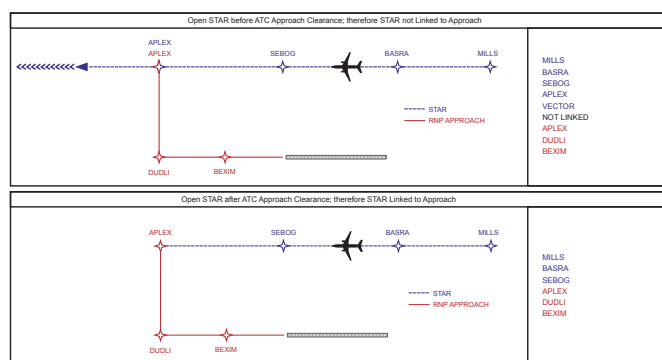 Open STAR before ATC Approach Clearance; therefore STAR not Linked to Approach
APLEX
APLEX
SEBOG
BASRA
MILLS
STAR
RNP APPROACH
DUDLI
BEXIM
MILLS
BASRA
SEBOG
APLEX
VECTOR
NOT LINKED
APLEX
DUDLI
BEXIM
Open STAR after ATC Approach Clearance; therefore STAR Linked to Approach
APLEX
SEBOG
BASRA
MILLS
STAR
RNP APPROACH
DUDLI
BEXIM
MILLS
BASRA
SEBOG
APLEX
DUDLI
BEXIM